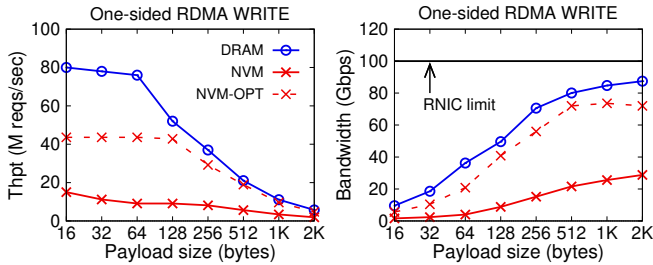 One-sided RDMA WRITE
Thpt (M reqs/sec)
100
80
60
40
20
0
DRAM
NVM
NVM-OPT
16 32 64 128 256 512 1K 2K
Payload size (bytes)
One-sided RDMA WRITE
Bandwidth (Gbps)
120
100
80
60
40
20
0
RNIC limit
16 32 64 128 256 512 1K 2K
Payload size (bytes)